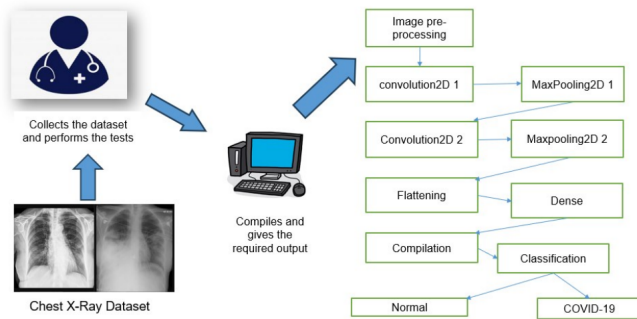 Collects the dataset
and performs the tests
Chest X-Ray Dataset
Compiles and
gives the
required output
Image pre-
processing
convolution2D 1
MaxPooling2D 1
Convolution2D 2
Maxpooling2D 2
Flattening
Dense
Compilation
Classification
Normal
COVID-19